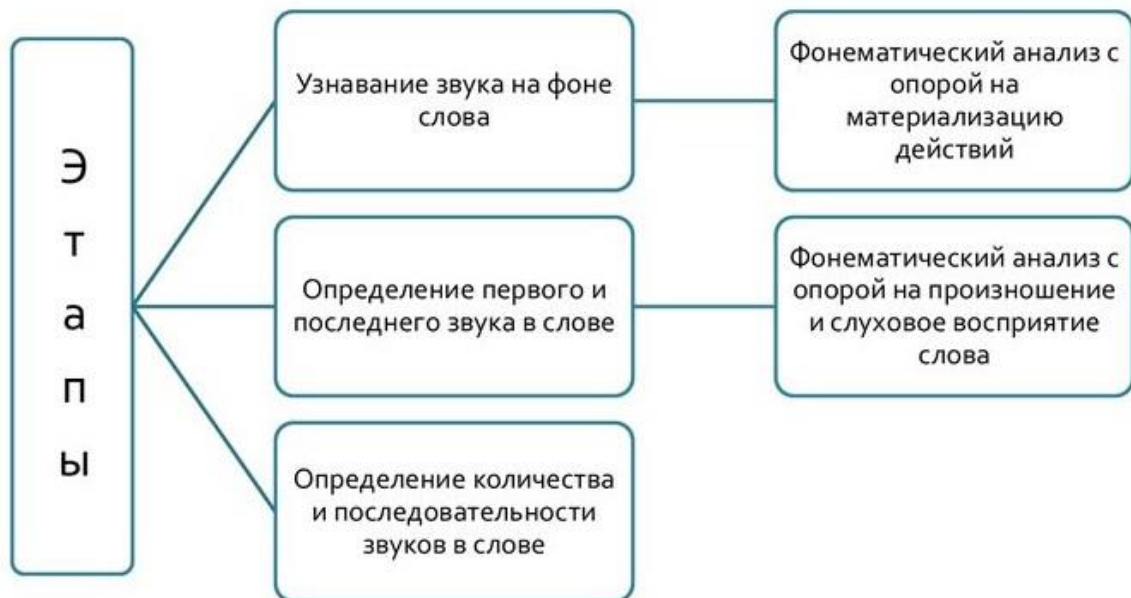 Этапы
Узнавание звука на фоне
слова
Фонематический анализ с
опорой на
материализацию
действий
Определение первого и
последнего звука в слове
Фонематический анализ с
опорой на произношение
и слуховое восприятие
слова
Определение количества
и последовательности
звуков в слове